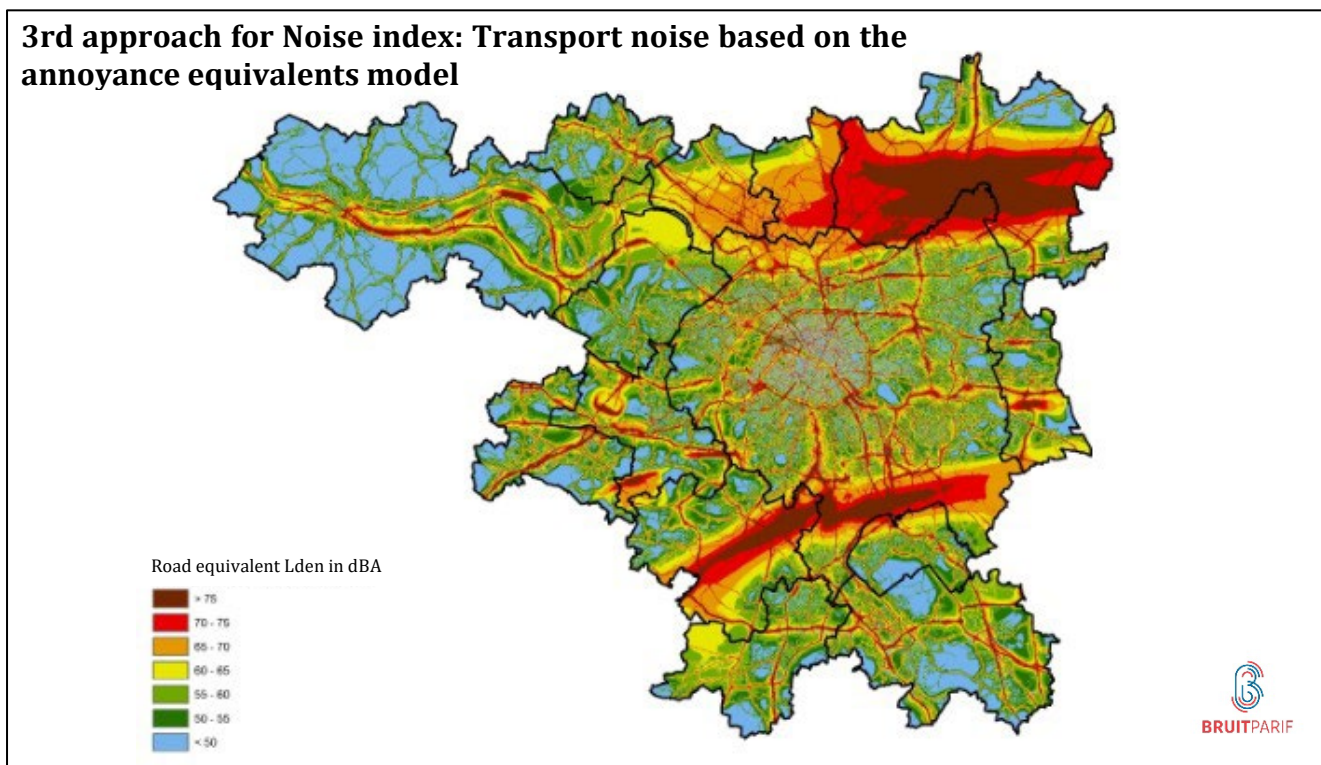 3rd approach for Noise index: Transport noise based on the
annoyance equivalents model
Road equivalent Lden in dBA
> 75
70 - 75
65 - 70
60 - 65
55 - 60
50 - 55
< 50
BRUITPARIF